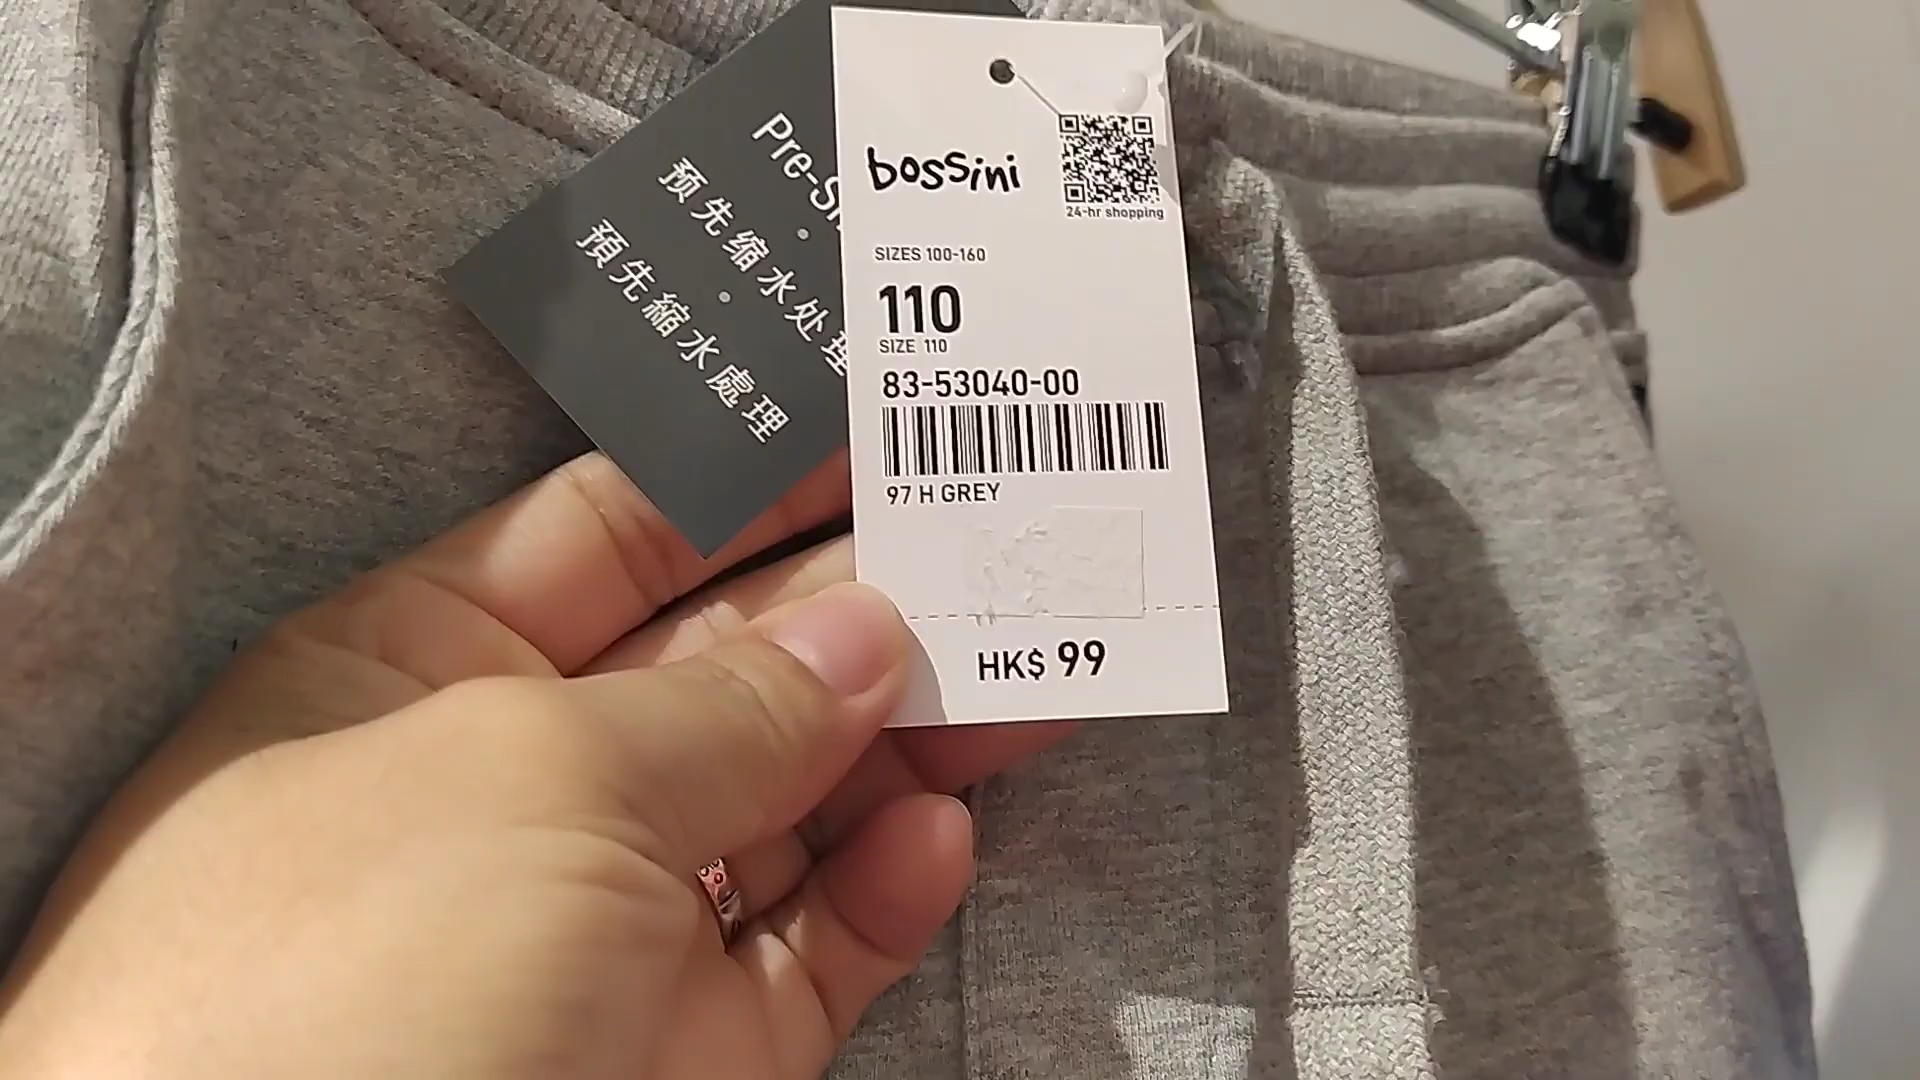 Pre-
预先缩水处理
預先縮水處理
bossini
24-hr shopping
SIZES 100-160
110
SIZE 110
83-53040-00
97 H GREY
HK$ 99